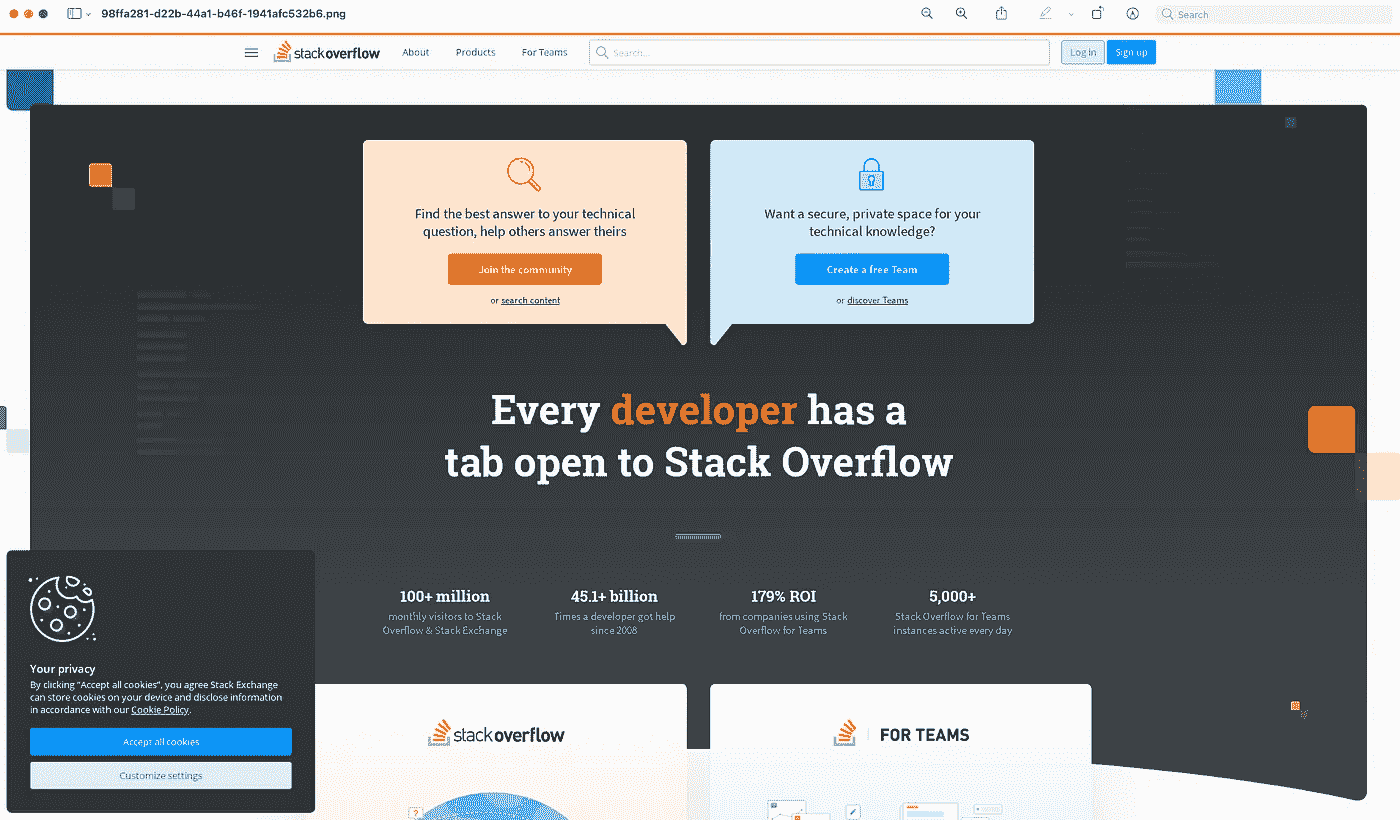 98ffa281-d22b-44a1-b46f-1941afc532b6.png
Search
stackoverflow
About
Products
For Teams
Search...
Log in
Sign up
Find the best answer to your technical
question, help others answer theirs
Join the community
or search content
Want a secure, private space for your
technical knowledge?
Create a free Team
or discover Teams
Every developer has a
tab open to Stack Overflow
100+ million
monthly visitors to Stack
Overflow & Stack Exchange
45.1+ billion
Times a developer got help
since 2008
179% ROI
from companies using Stack
Overflow for Teams
5,000+
Stack Overflow for Teams
instances active every day
Your privacy
By clicking "Accept all cookies", you agree Stack Exchange
can store cookies on your device and disclose information
in accordance with our Cookie Policy.
Accept all cookies
Customize settings
stackoverflow
FOR TEAMS
?